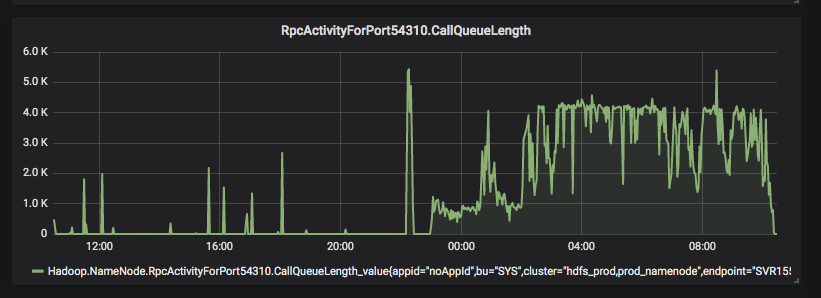 RpcActivityForPort54310.CallQueueLength
6.0 K
5.0 K
4.0 K
3.0 K
2.0 K
1.0 K
0
12:00 16:00 20:00 00:00 04:00 08:00
Hadoop.NameNode.RpcActivityForPort54310.CallQueueLength_value{appid="noAppId",bu="SYS",cluster="hdfs_prod,prod_namenode",endpoint="SVR155